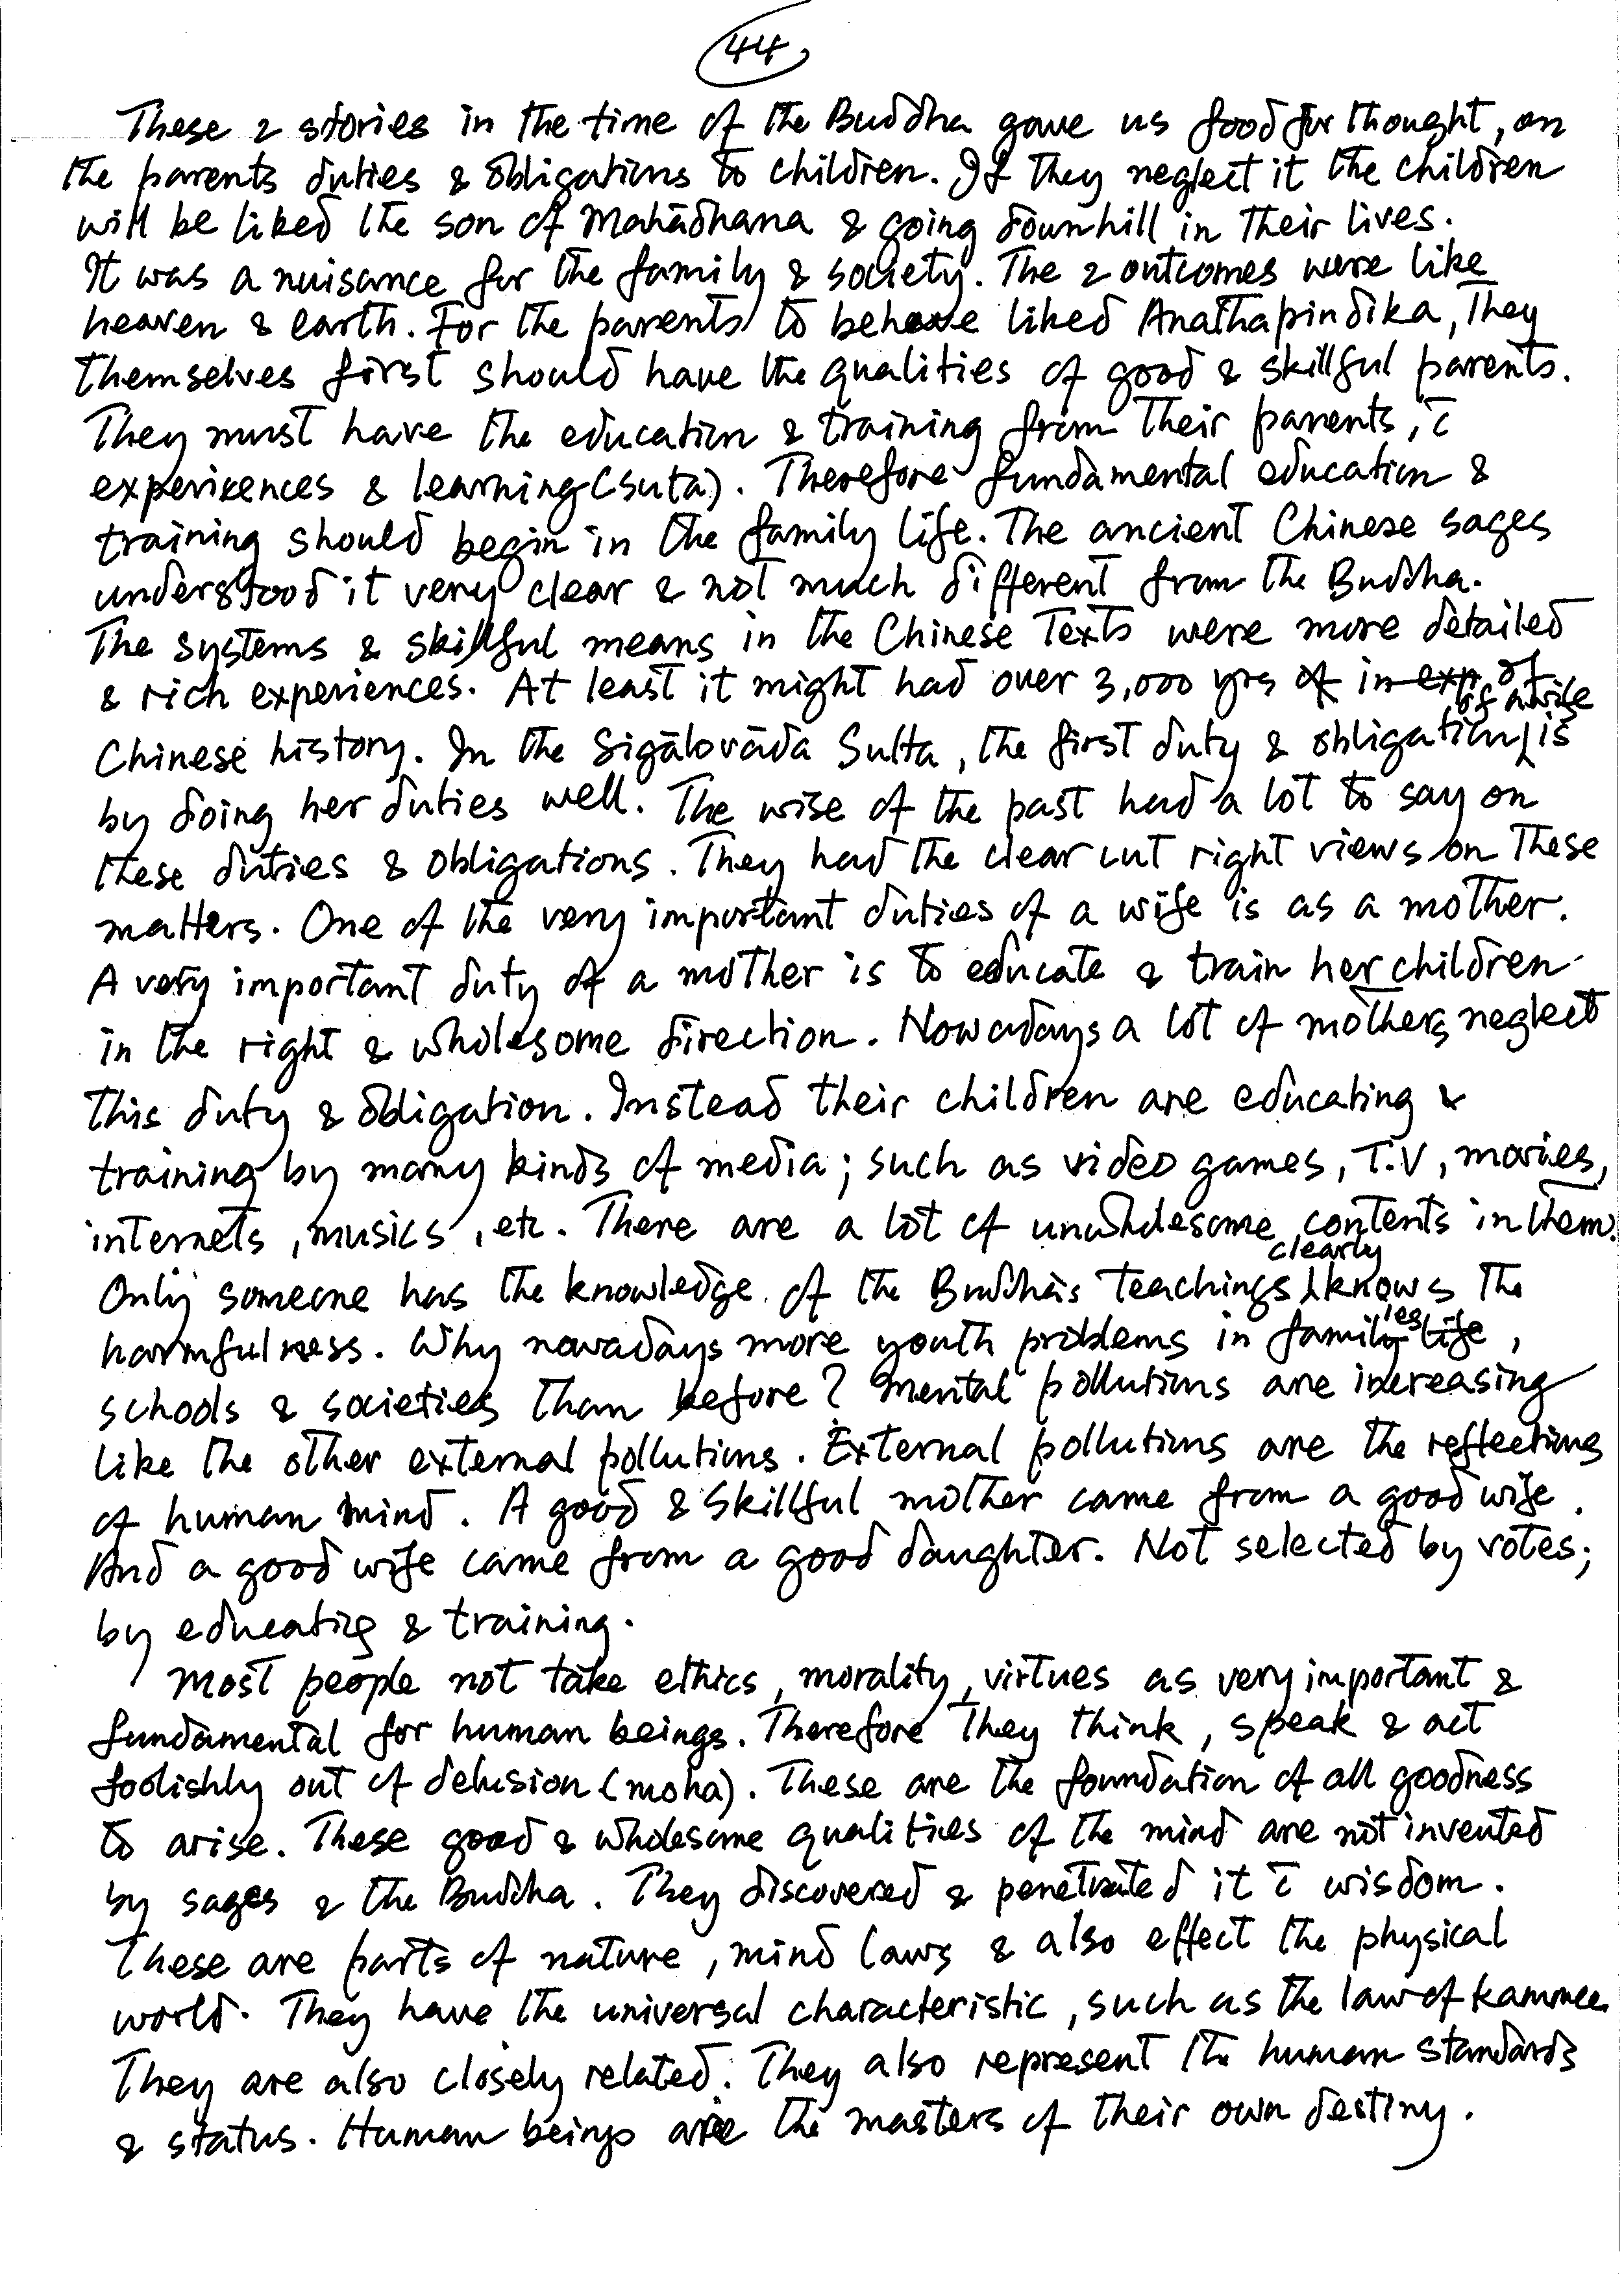 44
These 2 stories in the time of the Buddha gave us food for thought, on
the parents duties & obligations to children. If they neglect it the children
will be liked the son of Mahādhana & going downhill in their lives.
It was a nuisance for the family & society. The 2 outcomes were like
heaven & earth. For the parents to behave liked Anathapindika, They
themselves first should have the qualities of good & skillful parents.
They must have the education & training from their parents, c̄
experiences & learning (suta). Therefore fundamental education &
training should begin in the family life. The ancient Chinese sages
understood it very clear & not much different from the Buddha.
The systems & skillful means in the Chinese Texts were more detailed
& rich experiences. At least it might had over 3,000 yrs of in exp of
Chinese history. In the Sigālovāda Sutta, the first duty & obligation of a wife is
by doing her duties well. The wise of the past had a lot to say on
these duties & obligations. They had the clear cut right views on these
matters. One of the very important duties of a wife is as a mother.
A very important duty of a mother is to educate & train her children
in the right & wholesome direction. Nowadays a lot of mothers neglect
this duty & obligation. Instead their children are educating &
training by many kinds of media; such as video games, T.V, movies,
internets, musics, etc. There are a lot of unwholesome contents in them.
Only someone has the knowledge of the Buddha's Teachings clearly knows the
harmfulness. Why nowadays more youth problems in families life,
schools & societies than before? Mental pollutions are increasing
like the other external pollutions. External pollutions are the reflections
of human mind. A good & skillful mother came from a good wife.
And a good wife came from a good daughter. Not selected by votes;
by educating & training.
Most people not take ethics, morality, virtues as very important &
fundamental for human beings. Therefore They think, speak & act
foolishly out of delusion (moha). These are the foundation of all goodness
to arise. These good & wholesome qualities of the mind are not invented
by sages & the Buddha. They discovered & penetrated it c̄ wisdom.
These are parts of nature, mind laws & also effect the physical
world. They have the universal characteristic, such as the law of kamma.
They are also closely related. They also represent the human standards
& status. Human beings are the masters of their own destiny.